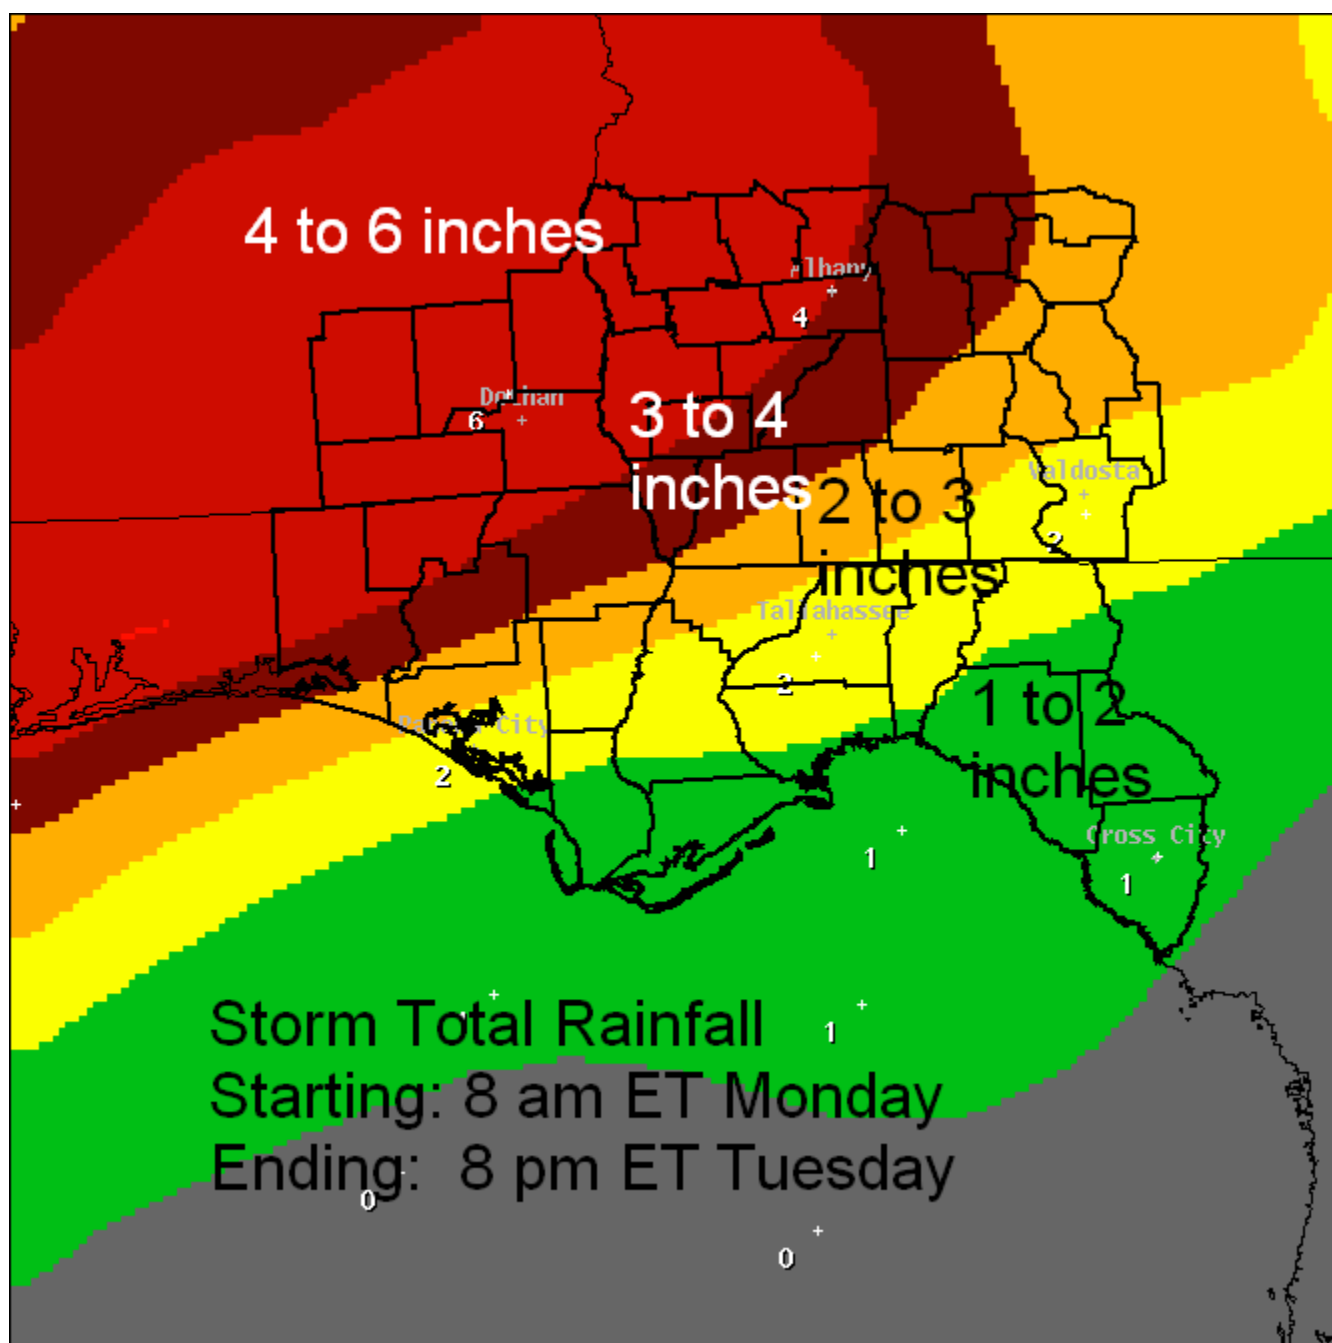 4 to 6 inches
Albany
4
Dothan
6
3 to 4
inches
Valdosta
2 to 3
2
inches
Tallahassee
2
1 to 2
Panama City
inches
2
Cross City
1
1
Storm Total Rainfall
1
Starting: 8 am ET Monday
Ending: 8 pm ET Tuesday
0
0